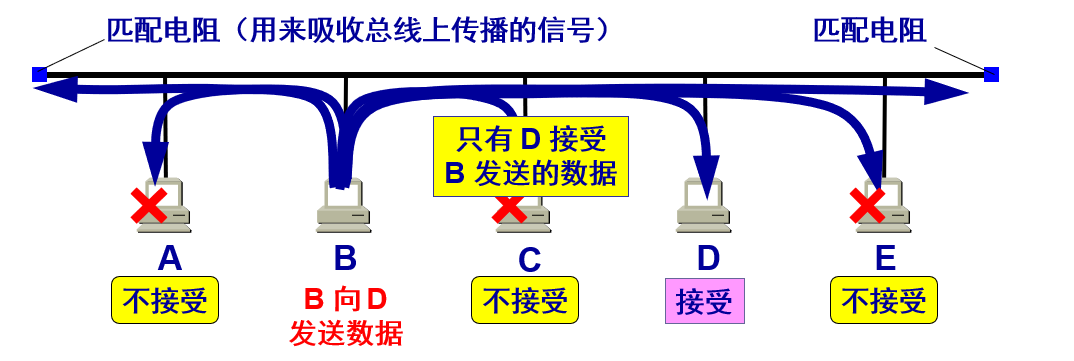 匹配电阻（用来吸收总线上传播的信号）
匹配电阻
只有 D 接受
B 发送的数据
A
B
C
D
E
不接受
B 向 D
发送数据
不接受
接受
不接受